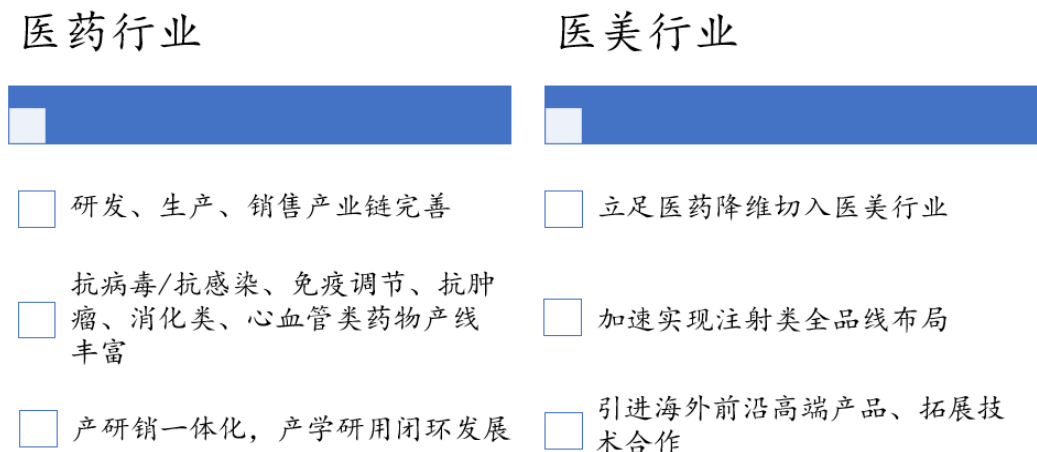 医药行业
研发、生产、销售产业链完善
抗病毒/抗感染、免疫调节、抗肿
瘤、消化类、心血管类药物产线
丰富
产研销一体化，产学研用闭环发展
医美行业
立足医药降维切入医美行业
加速实现注射类全品线布局
引进海外前沿高端产品、拓展技
术合作